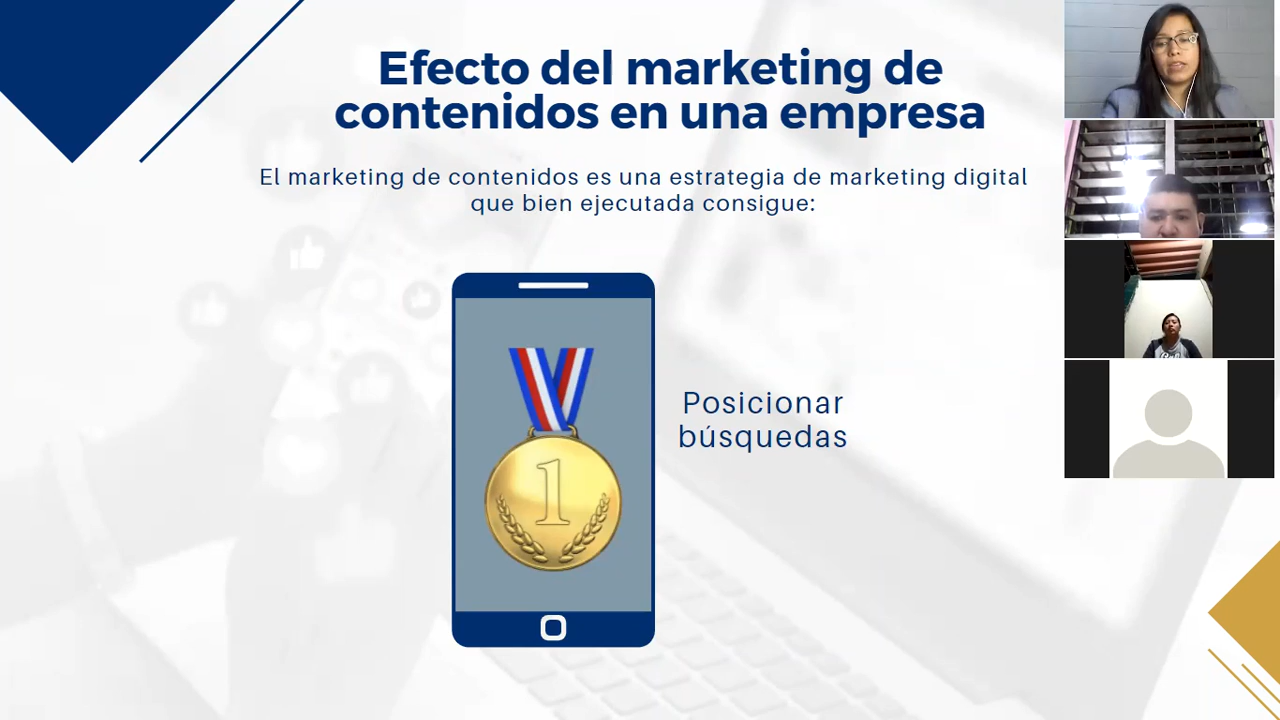 Efecto del marketing de
contenidos en una empresa
El marketing de contenidos es una estrategia de marketing digital
que bien ejecutada consigue:
1
Posicionar
búsquedas